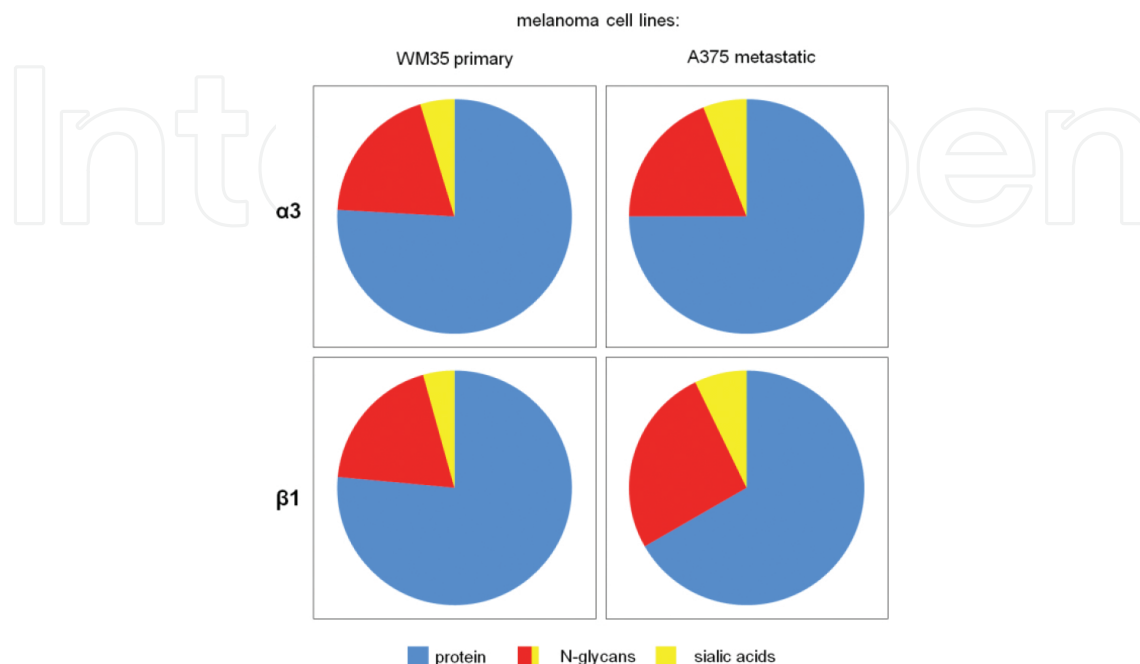 melanoma cell lines:
WM35 primary
A375 metastatic
α3
β1
protein
N-glycans
sialic acids